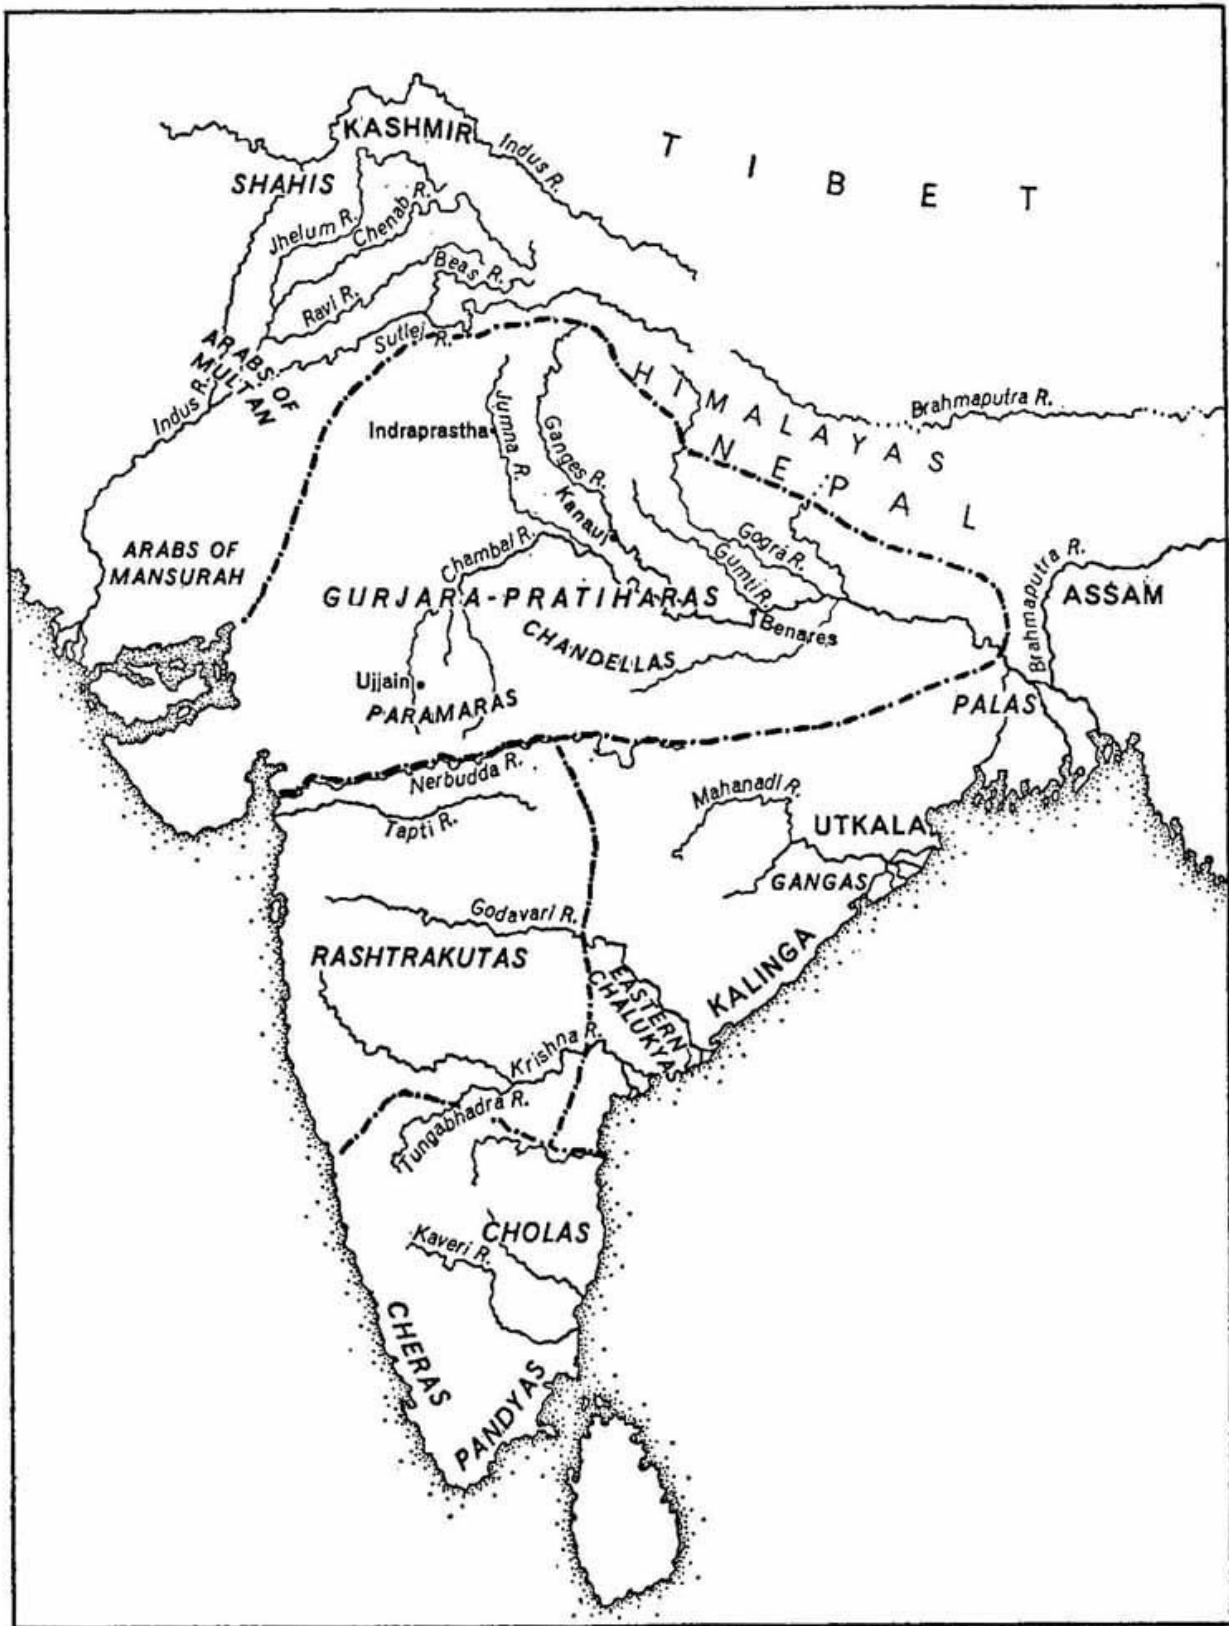 KASHMIR
Indus R.
T I B E T
SHAHIS
Jhelum R.
Chenab R.
Beas R.
Ravi R.
Sutlej R.
ARABS OF
MULTAN
Indus R.
HIMALAYAS
NEPAL
Brahmaputra R.
Indraprastha
Jumna R.
Ganges R.
Kanauj
Gogra R.
Gumti R.
Chambal R.
ARABS OF
MANSURAH
Brahmaputra R.
ASSAM
GURJARA-PRATIHARAS
Benares
CHANDELLAS
Ujjain
PARAMARAS
PALAS
Nerbudda R.
Tapti R.
Mahanadi R.
UTKALA
GANGAS
Godavari R.
RASHTRAKUTAS
EASTERN
CHALUKYAS
KALINGA
Krishna R.
Tungabhadra R.
CHOLAS
Kaveri R.
CHERAS
PANDYAS